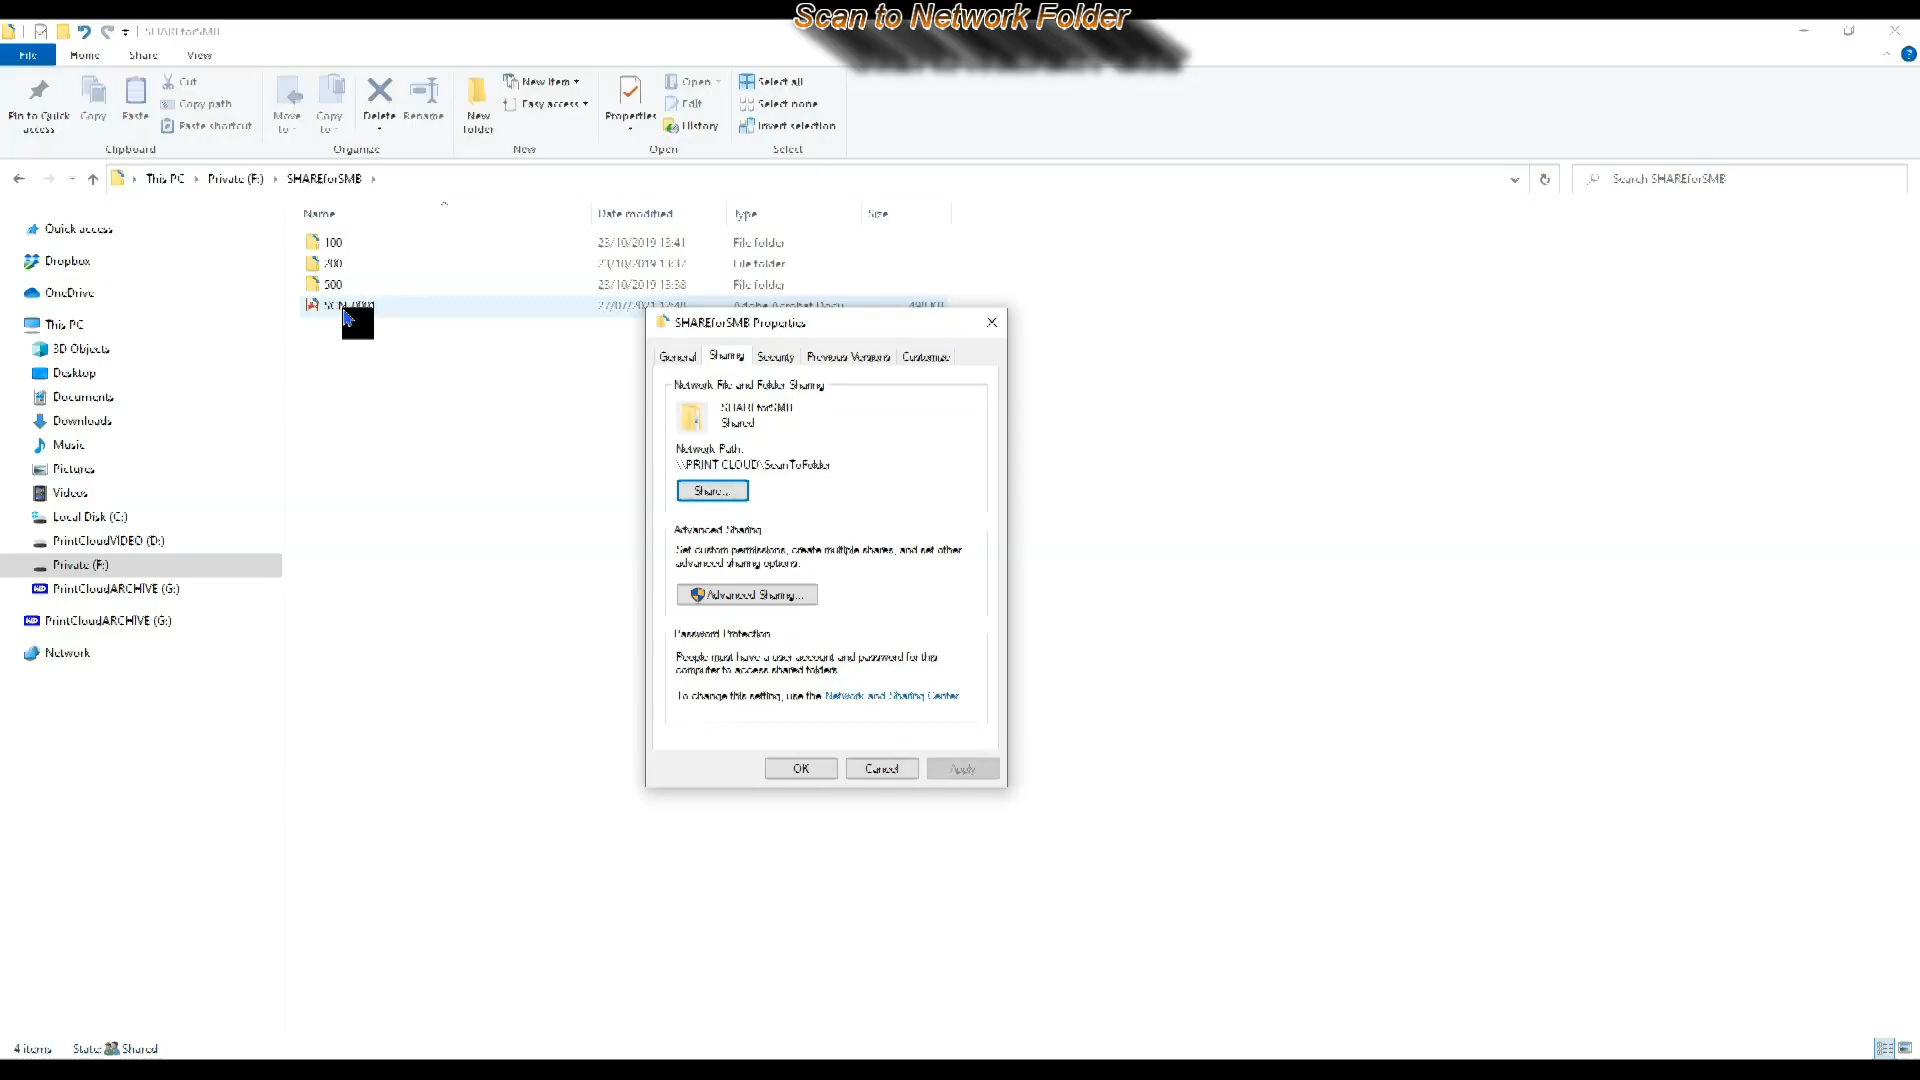 Scan to Network Folder
SHAREforSMB
File Home Share View
Pin to Quick access
Copy
Paste
Cut
Copy path
Paste shortcut
Clipboard
Move to
Copy to
Delete
Rename
Organize
New folder
New item
Easy access
New
Properties
Open
Edit
History
Open
Select all
Select none
Invert selection
Select
This PC > Private (F:) > SHAREforSMB >
Search SHAREforSMB
Name Date modified Type Size
100 23/10/2019 13:41 File folder
200 23/10/2019 13:37 File folder
500 23/10/2019 13:38 File folder
27/07/2021 Adobe Acrobat Docu... 490 KB
Quick access
Dropbox
OneDrive
This PC
3D Objects
Desktop
Documents
Downloads
Music
Pictures
Videos
Local Disk (C:)
PrintCloudVIDEO (D:)
Private (F:)
PrintCloudARCHIVE (G:)
PrintCloudARCHIVE (G:)
Network
SHAREforSMB Properties
General Sharing Security Previous Versions Customize
Network File and Folder Sharing
SHAREforSMB
Shared
Network Path:
\\PRINT-CLOUD\ScanToFolder
Share...
Advanced Sharing
Set custom permissions, create multiple shares, and set other
advanced sharing options.
Advanced Sharing...
Password Protection
People must have a user account and password for this
computer to access shared folders.
To change this setting, use the Network and Sharing Center.
OK Cancel Apply
4 items State: Shared